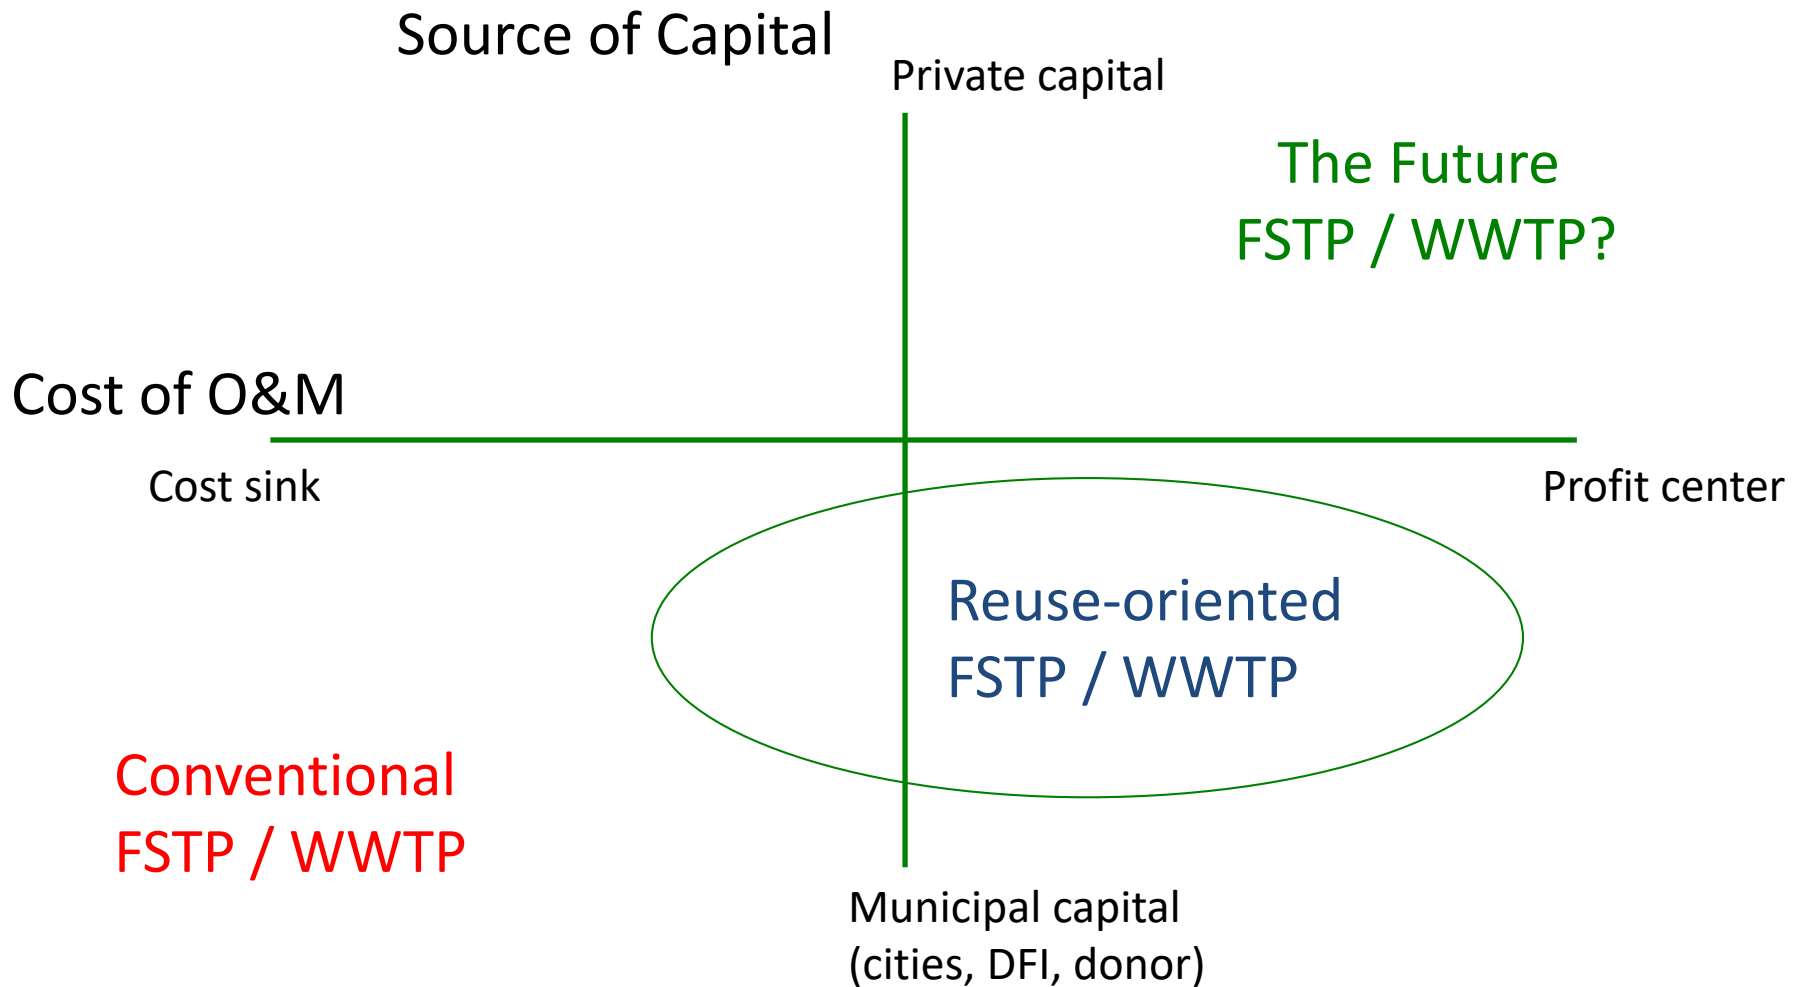 Source of Capital
Private capital
The Future
FSTP / WWTP?
Cost of O&M
Cost sink
Profit center
Reuse-oriented
FSTP / WWTP
Conventional
FSTP / WWTP
Municipal capital
(cities, DFI, donor)